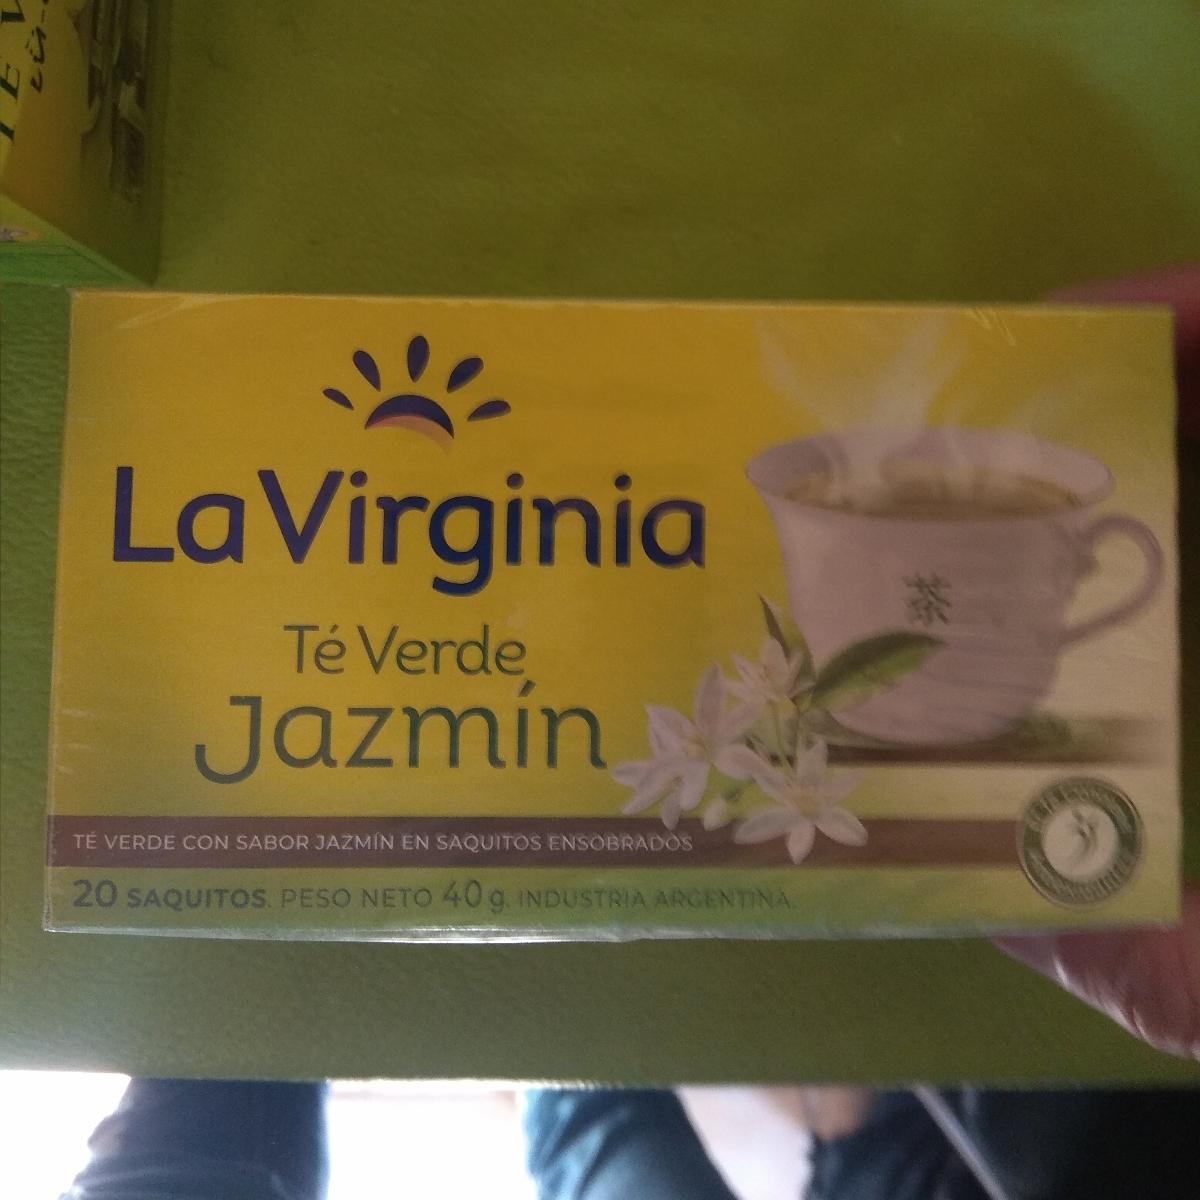 La Virginia
茶
Té Verde
Jazmín
TÉ VERDE CON SABOR JAZMÍN EN SAQUITOS ENSOBRADOS
20 SAQUITOS. PESO NETO 40 g. INDUSTRIA ARGENTINA.